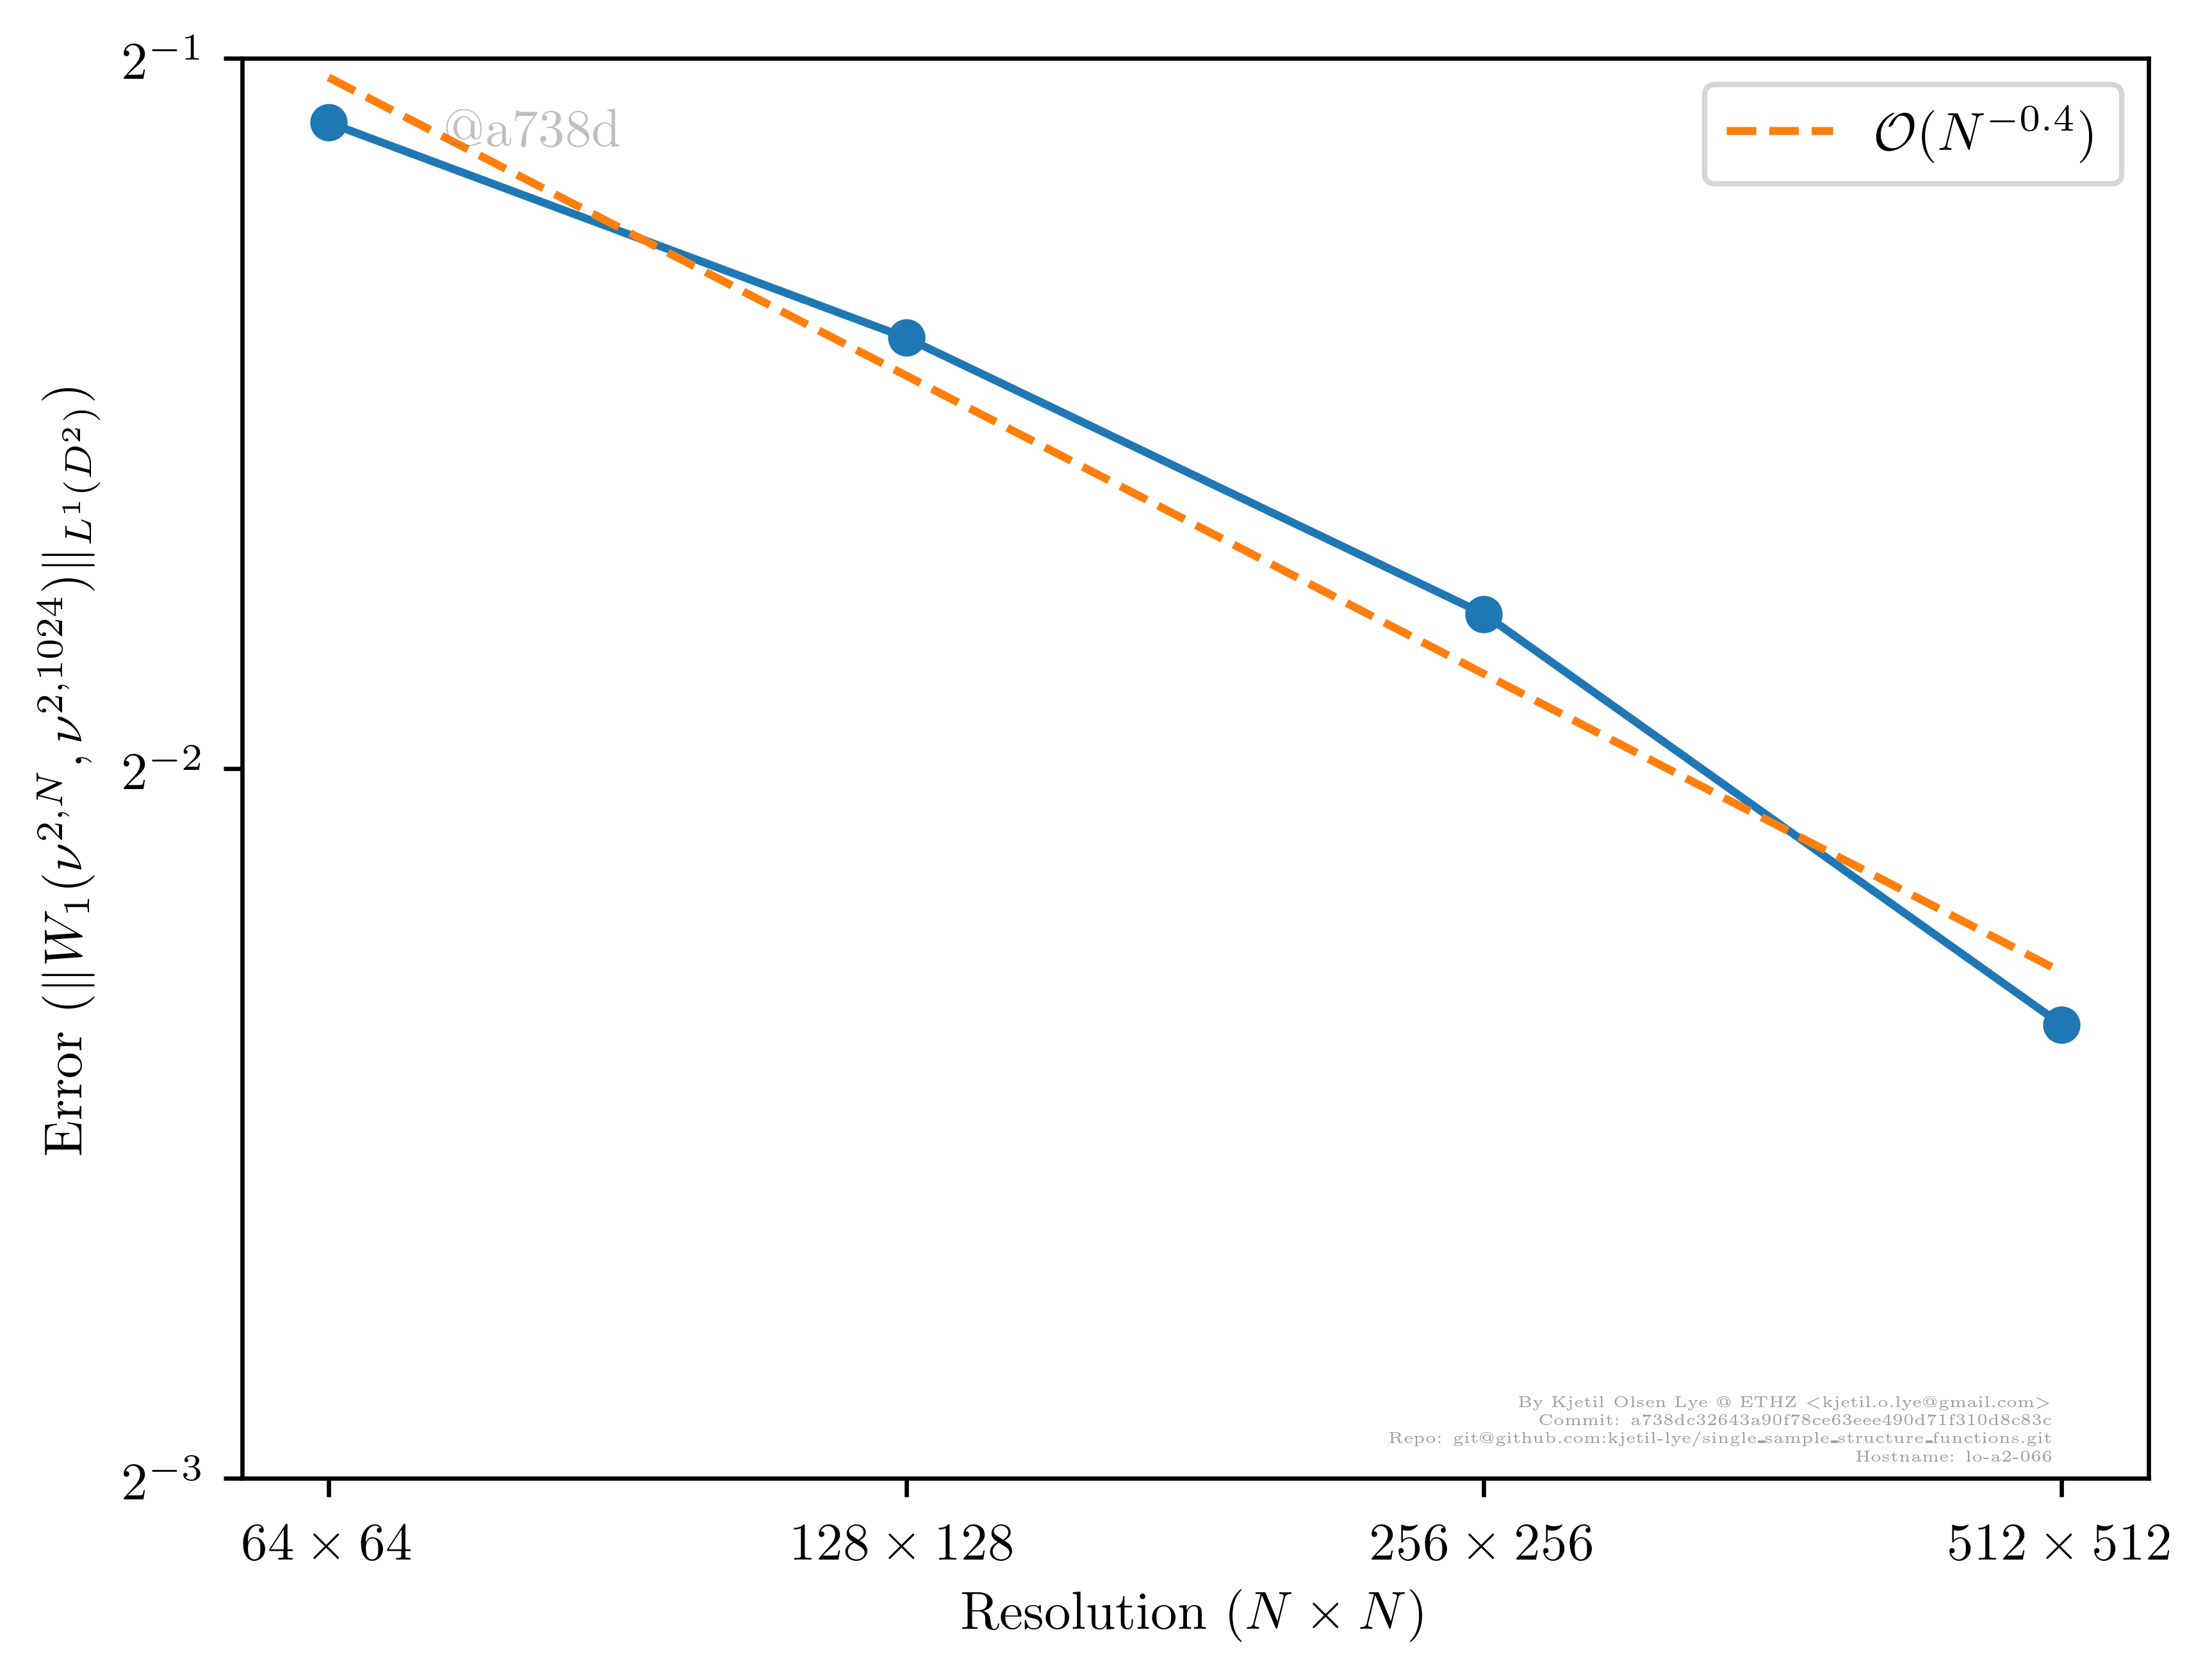 2^{-1}
@a738d
\mathcal{O}(N^{-0.4})
Error (||W_1(ν^{2,N}, ν^{2,1024})||_{L^1(D^2)})
2^{-2}
2^{-3}
By Kjetil Olsen Lye @ ETHZ <kjetil.o.lye@gmail.com>
Commit: a738dc32643a90f78ce63eee490d71f310d8c83c
Repo: git@github.com:kjetil-lye/single_sample_structure_functions.git
Hostname: lo-a2-066
64 × 64
128 × 128
256 × 256
512 × 512
Resolution (N × N)